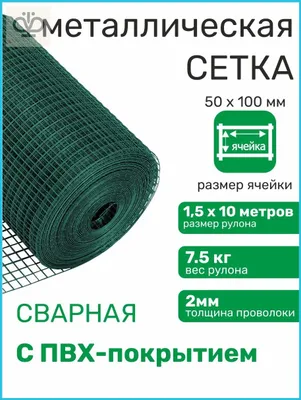 металлическая
СЕТКА
50 х 100 мм
ячейка
размер ячейки
1,5 х 10 метров
размер рулона
7.5 кг
вес рулона
2мм
толщина проволоки
СВАРНАЯ
С ПВХ-покрытием